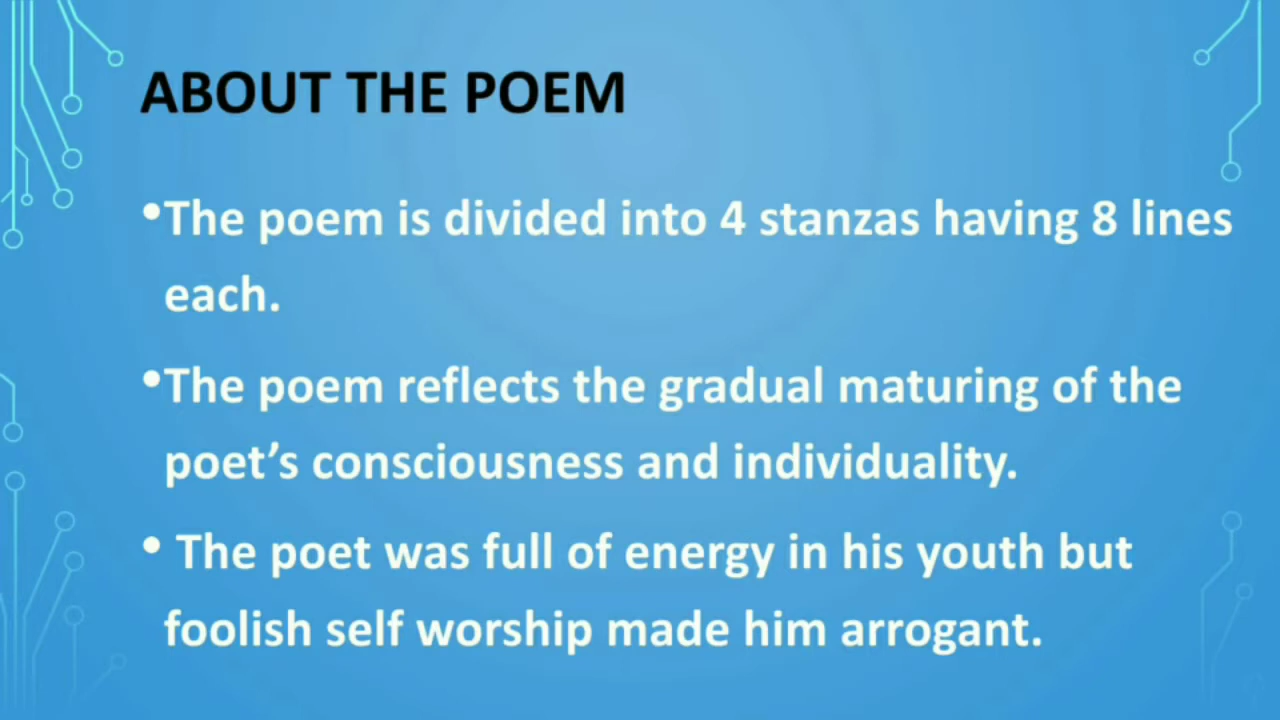 ABOUT THE POEM
•The poem is divided into 4 stanzas having 8 lines
each.
•The poem reflects the gradual maturing of the
poet’s consciousness and individuality.
• The poet was full of energy in his youth but
foolish self worship made him arrogant.